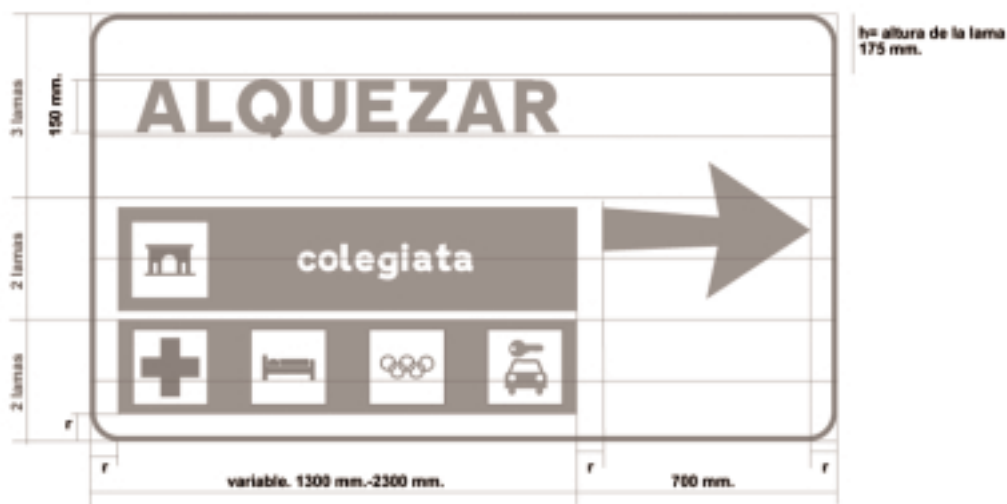 h= altura de la lama
175 mm.
3 lamas
150 mm.
ALQUEZAR
2 lamas
colegiata
2 lamas
r
r
variable. 1300 mm.-2300 mm.
r
700 mm.
r